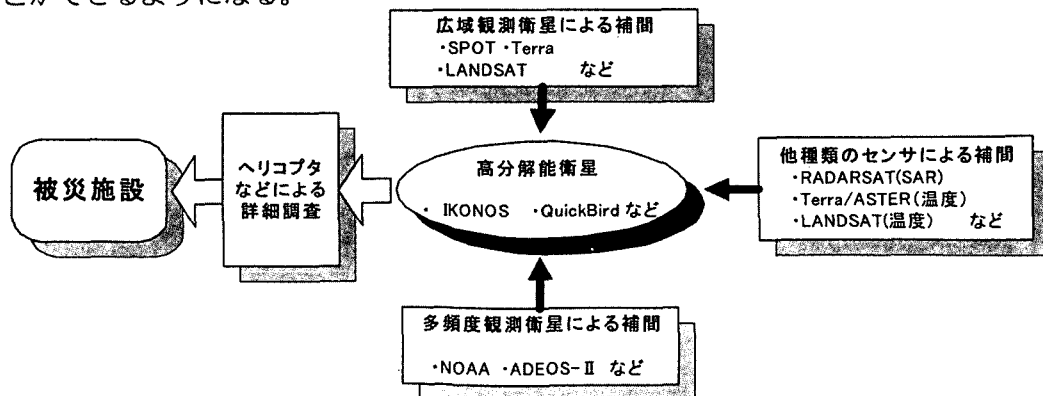 とができるようになる。
広域観測衛星による補間
・SPOT ・Terra
・LANDSAT など
被災施設
ヘリコプタ
などによる
詳細調査
高分解能衛星
・ IKONOS ・QuickBird など
他種類のセンサによる補間
・RADARSAT(SAR)
・Terra/ASTER(温度)
・LANDSAT(温度) など
多頻度観測衛星による補間
・NOAA ・ADEOS-Ⅱ など